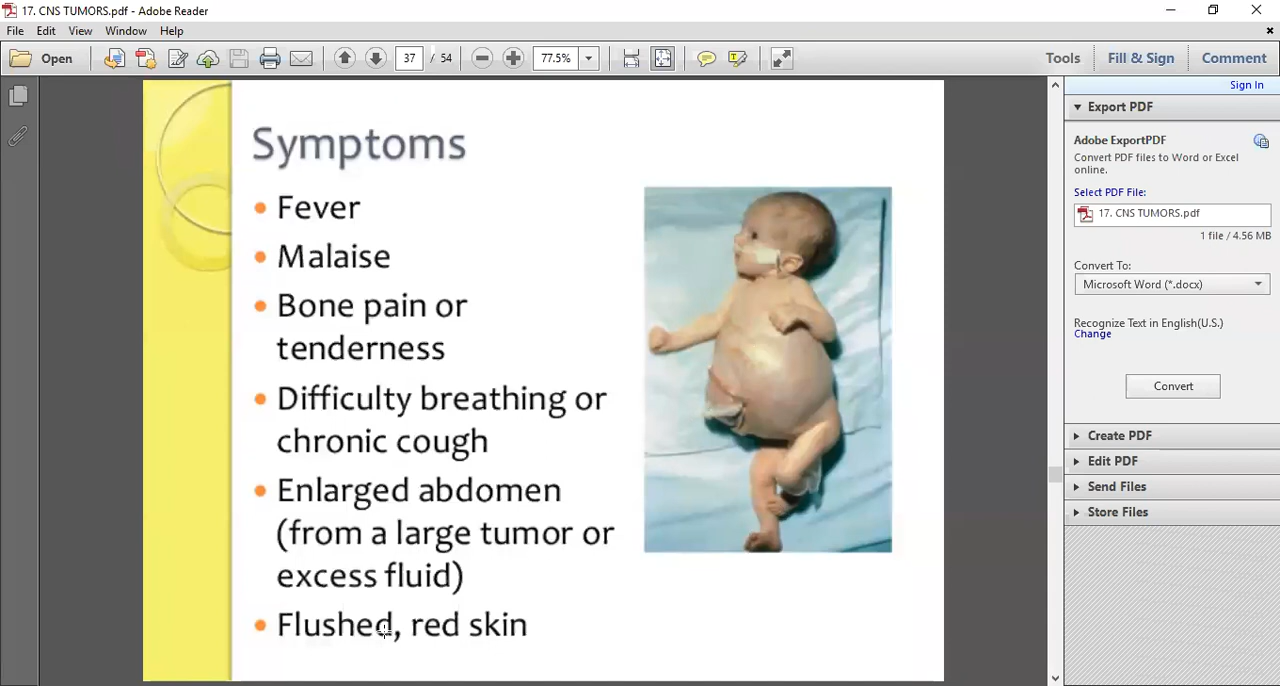 17. CNS TUMORS.pdf - Adobe Reader
File Edit View Window Help
Open 37 / 54 77.5% Tools Fill & Sign Comment
Sign In
Symptoms
• Fever
• Malaise
• Bone pain or
tenderness
• Difficulty breathing or
chronic cough
• Enlarged abdomen
(from a large tumor or
excess fluid)
• Flushed, red skin
Export PDF
Adobe ExportPDF
Convert PDF files to Word or Excel
online.
Select PDF File:
17. CNS TUMORS.pdf
1 file / 4.56 MB
Convert To:
Microsoft Word (*.docx)
Recognize Text in English(U.S.)
Change
Convert
Create PDF
Edit PDF
Send Files
Store Files